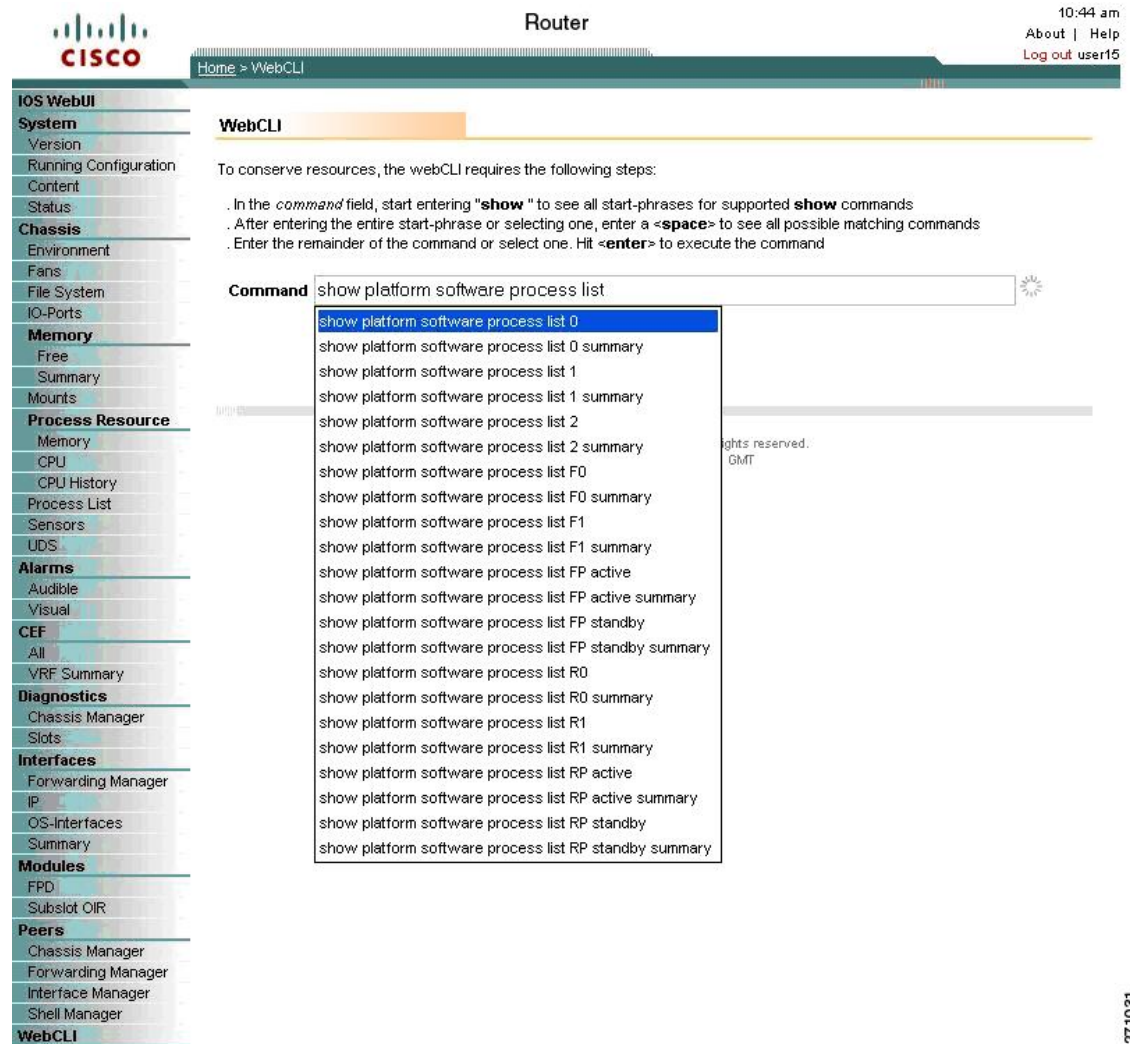 CISCO
Router
10:44 am
About | Help
Log out user15
Home > WebCLI
IOS WebUI
System
Version
Running Configuration
Content
Status
Chassis
Environment
Fans
File System
IO-Ports
Memory
Free
Summary
Mounts
Process Resource
Memory
CPU
CPU History
Process List
Sensors
UDS
Alarms
Audible
Visual
CEF
All
VRF Summary
Diagnostics
Chassis Manager
Slots
Interfaces
Forwarding Manager
IP
OS-Interfaces
Summary
Modules
FPD
Subslot OIR
Peers
Chassis Manager
Forwarding Manager
Interface Manager
Shell Manager
WebCLI
WebCLI
To conserve resources, the webCLI requires the following steps:
. In the command field, start entering "show " to see all start-phrases for supported show commands
. After entering the entire start-phrase or selecting one, enter a <space> to see all possible matching commands
. Enter the remainder of the command or select one. Hit <enter> to execute the command
Command show platform software process list
show platform software process list 0
show platform software process list 0 summary
show platform software process list 1
show platform software process list 1 summary
show platform software process list 2
show platform software process list 2 summary
show platform software process list F0
show platform software process list F0 summary
show platform software process list F1
show platform software process list F1 summary
show platform software process list FP active
show platform software process list FP active summary
show platform software process list FP standby
show platform software process list FP standby summary
show platform software process list R0
show platform software process list R0 summary
show platform software process list R1
show platform software process list R1 summary
show platform software process list RP active
show platform software process list RP active summary
show platform software process list RP standby
show platform software process list RP standby summary
ights reserved.
GMT